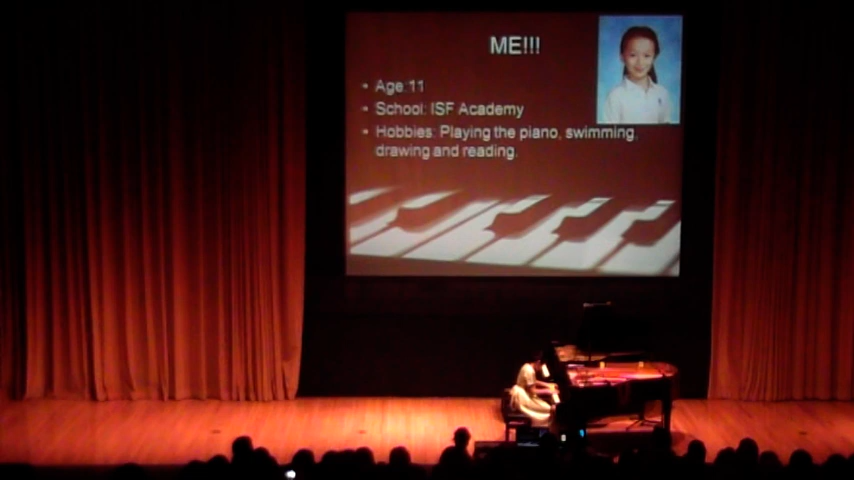 ME!!!
• Age:11
• School: ISF Academy
• Hobbies: Playing the piano, swimming,
drawing and reading.